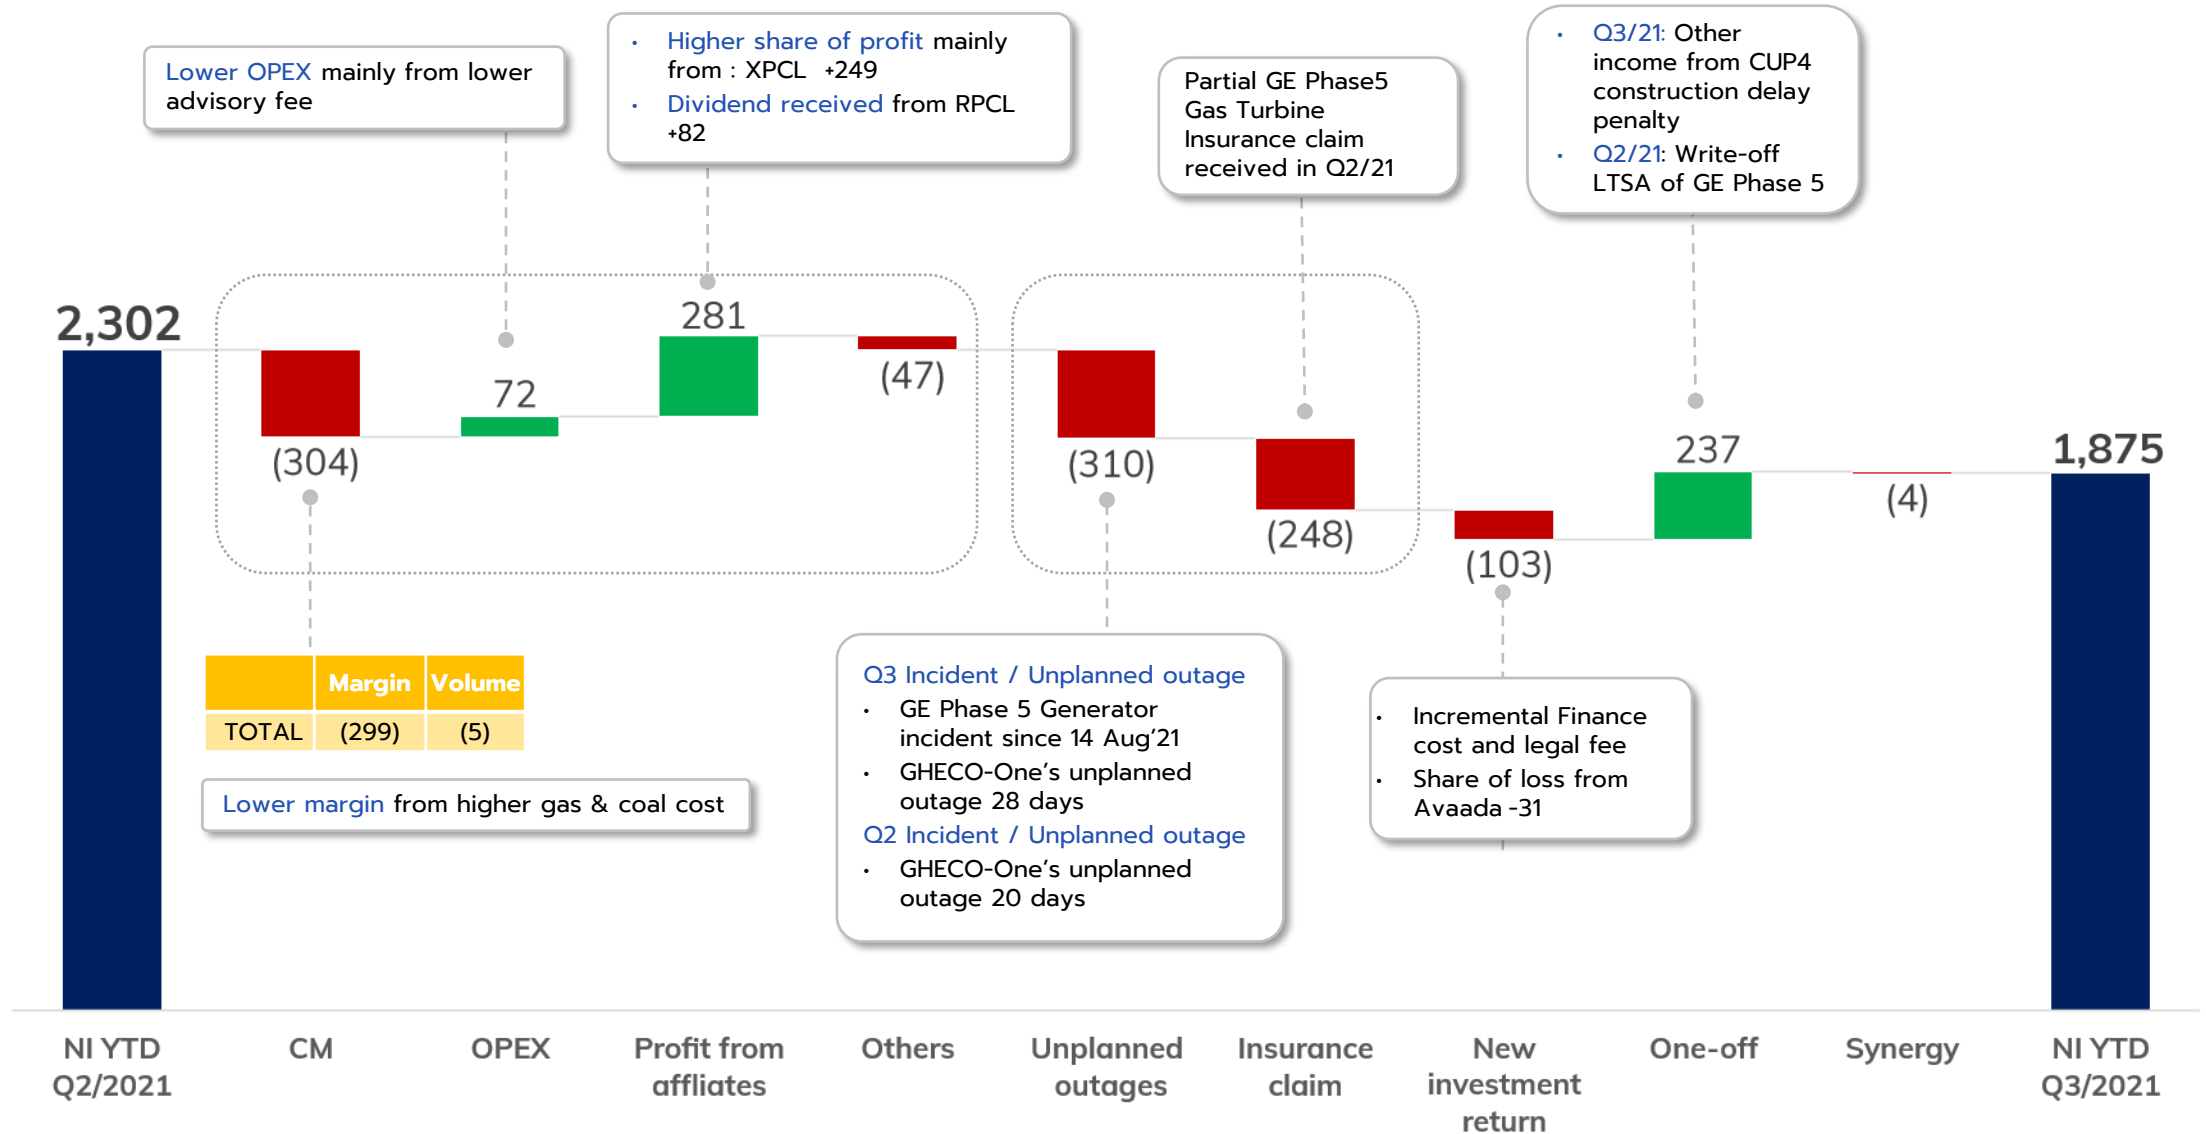 Lower OPEX mainly from lower
advisory fee
• Higher share of profit mainly
from : XPCL +249
• Dividend received from RPCL
+82
Partial GE Phase5
Gas Turbine
Insurance claim
received in Q2/21
• Q3/21: Other
income from CUP4
construction delay
penalty
• Q2/21: Write-off
LTSA of GE Phase 5
2,302
(304)
72
281
(47)
(310)
(248)
(103)
237
(4)
1,875
Margin Volume
TOTAL (299) (5)
Lower margin from higher gas & coal cost
Q3 Incident / Unplanned outage
• GE Phase 5 Generator
incident since 14 Aug’21
• GHECO-One’s unplanned
outage 28 days
Q2 Incident / Unplanned outage
• GHECO-One’s unplanned
outage 20 days
• Incremental Finance
cost and legal fee
• Share of loss from
Avaada -31
NI YTD
Q2/2021
CM
OPEX
Profit from
affliates
Others
Unplanned
outages
Insurance
claim
New
investment
return
One-off
Synergy
NI YTD
Q3/2021